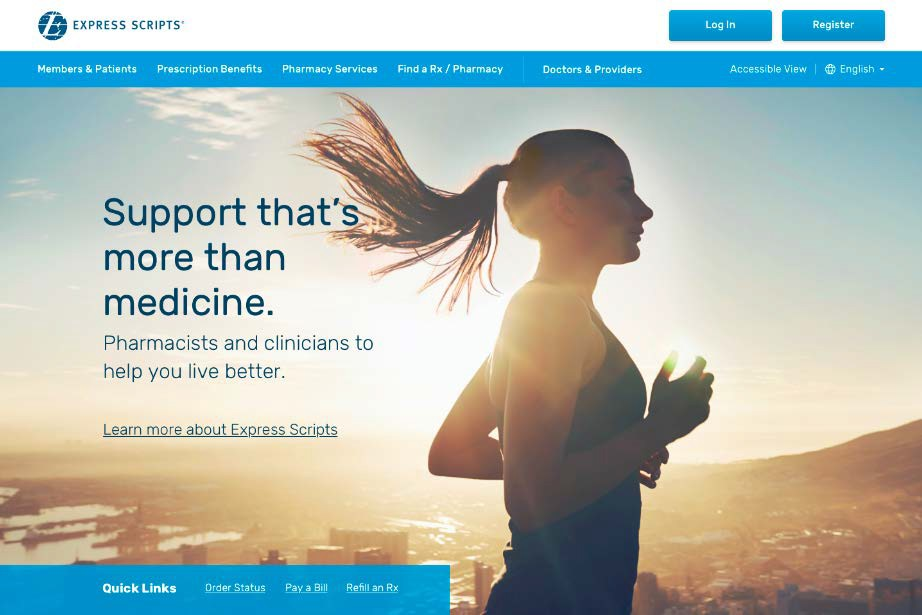 EXPRESS SCRIPTS®
Log In
Register
Members & Patients
Prescription Benefits
Pharmacy Services
Find a Rx / Pharmacy
Doctors & Providers
Accessible View
English
Support that's
more than
medicine.
Pharmacists and clinicians to
help you live better.
Learn more about Express Scripts
Quick Links
Order Status
Pay a Bill
Refill an Rx